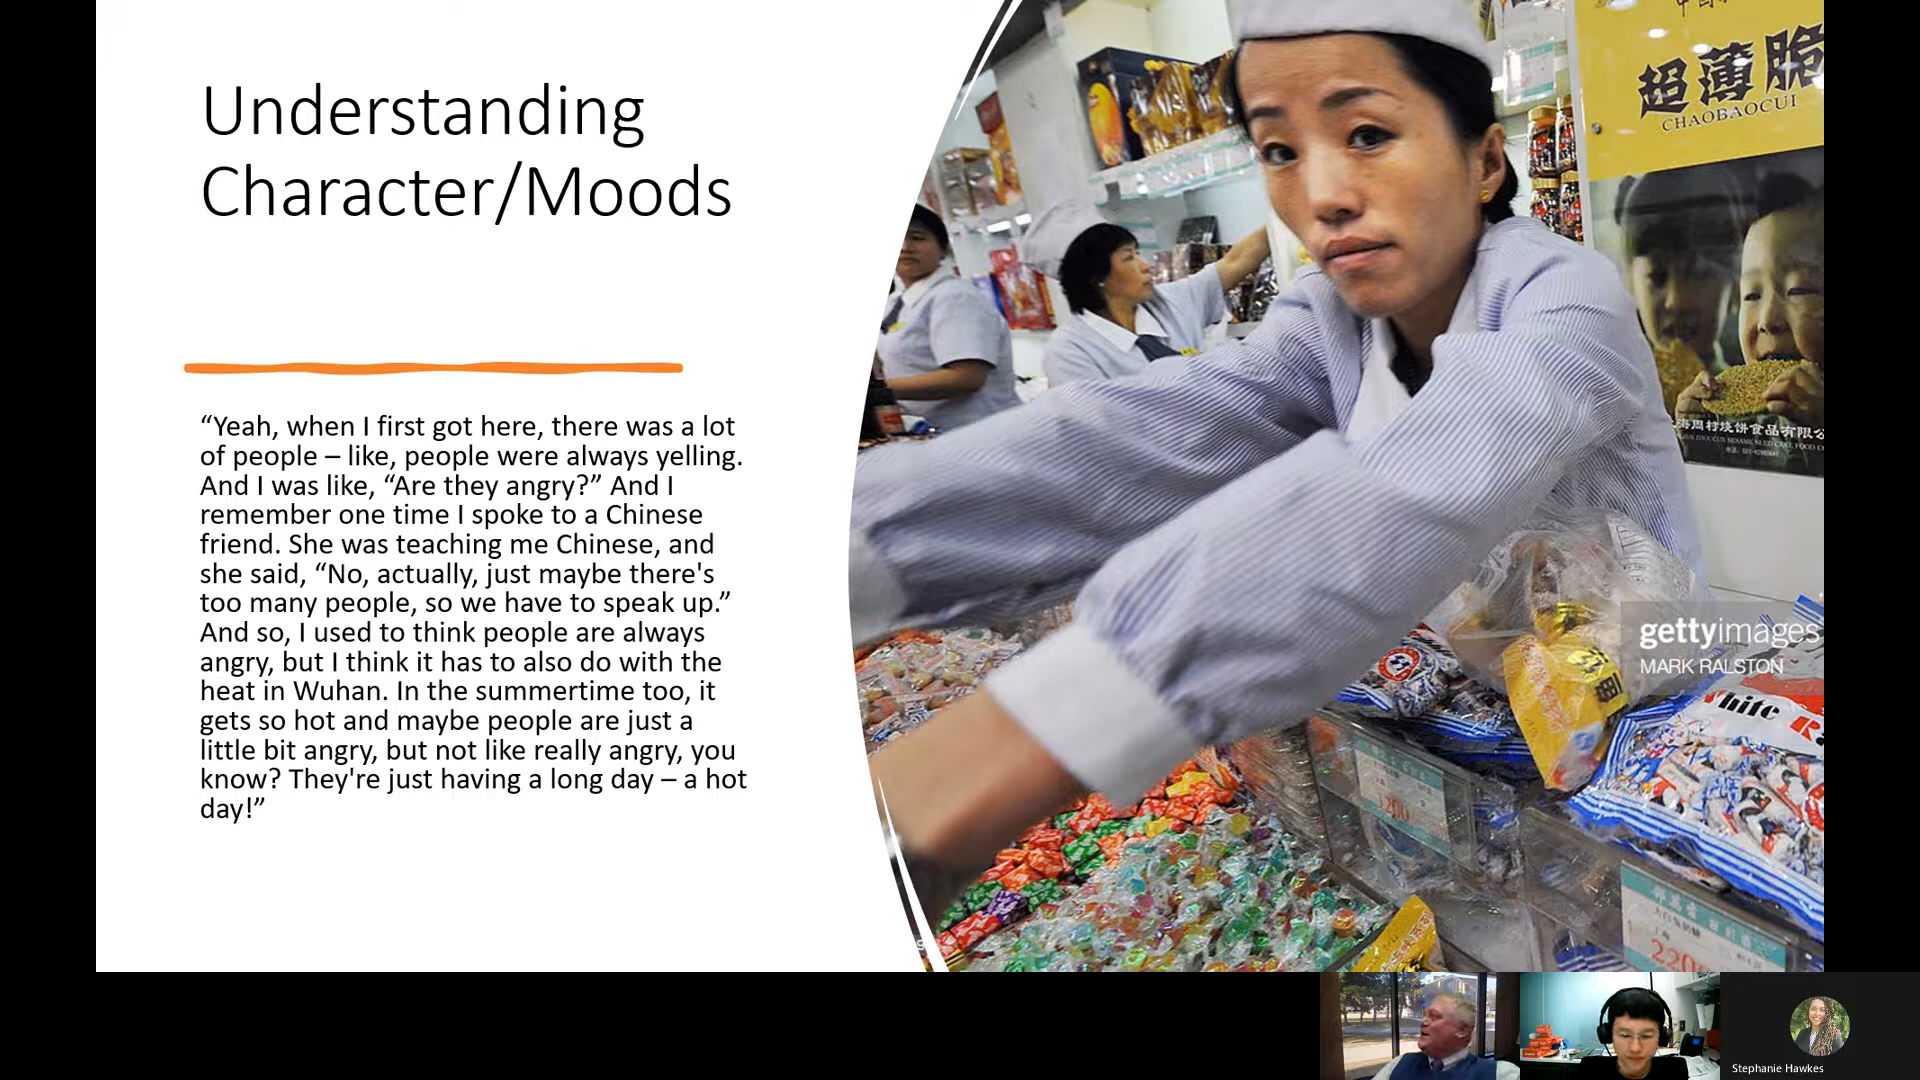 Understanding
Character/Moods
“Yeah, when I first got here, there was a lot
of people – like, people were always yelling.
And I was like, “Are they angry?” And I
remember one time I spoke to a Chinese
friend. She was teaching me Chinese, and
she said, “No, actually, just maybe there's
too many people, so we have to speak up.”
And so, I used to think people are always
angry, but I think it has to also do with the
heat in Wuhan. In the summertime too, it
gets so hot and maybe people are just a
little bit angry, but not like really angry, you
know? They're just having a long day – a hot
day!”
超薄脆
CHAOBAOCUI
gettyimages
MARK RALSTON
White
1200
Stephanie Hawkes